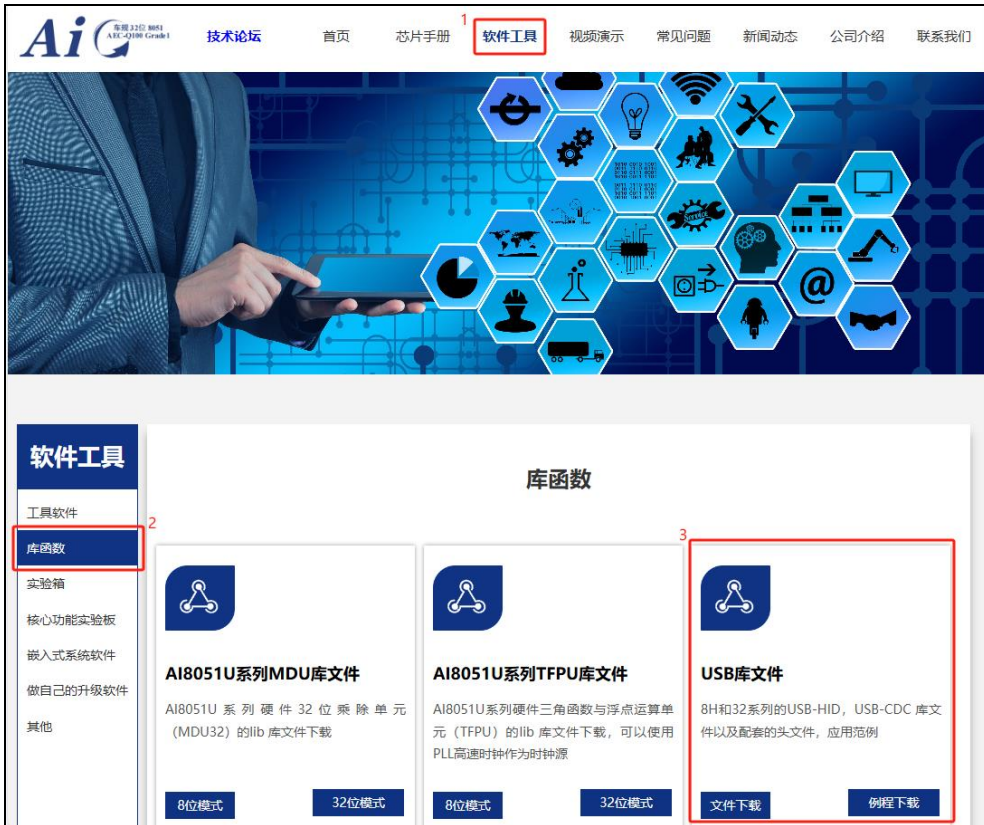 Ai
车规32位 8051
AEC-Q100 Grade1
技术论坛
首页
芯片手册
1
软件工具
视频演示
常见问题
新闻动态
公司介绍
联系我们
Service
@
软件工具
工具软件
2
库函数
实验箱
核心功能实验板
嵌入式系统软件
做自己的升级软件
其他
库函数
AI8051U系列MDU库文件
AI8051U 系列硬件 32 位乘除单元
（MDU32）的lib 库文件下载
8位模式
32位模式
AI8051U系列TFPU库文件
AI8051U系列硬件三角函数与浮点运算单
元（TFPU）的lib 库文件下载，可以使用
PLL高速时钟作为时钟源
8位模式
32位模式
3
USB库文件
8H和32系列的USB-HID，USB-CDC 库文
件以及配套的头文件，应用范例
文件下载
例程下载